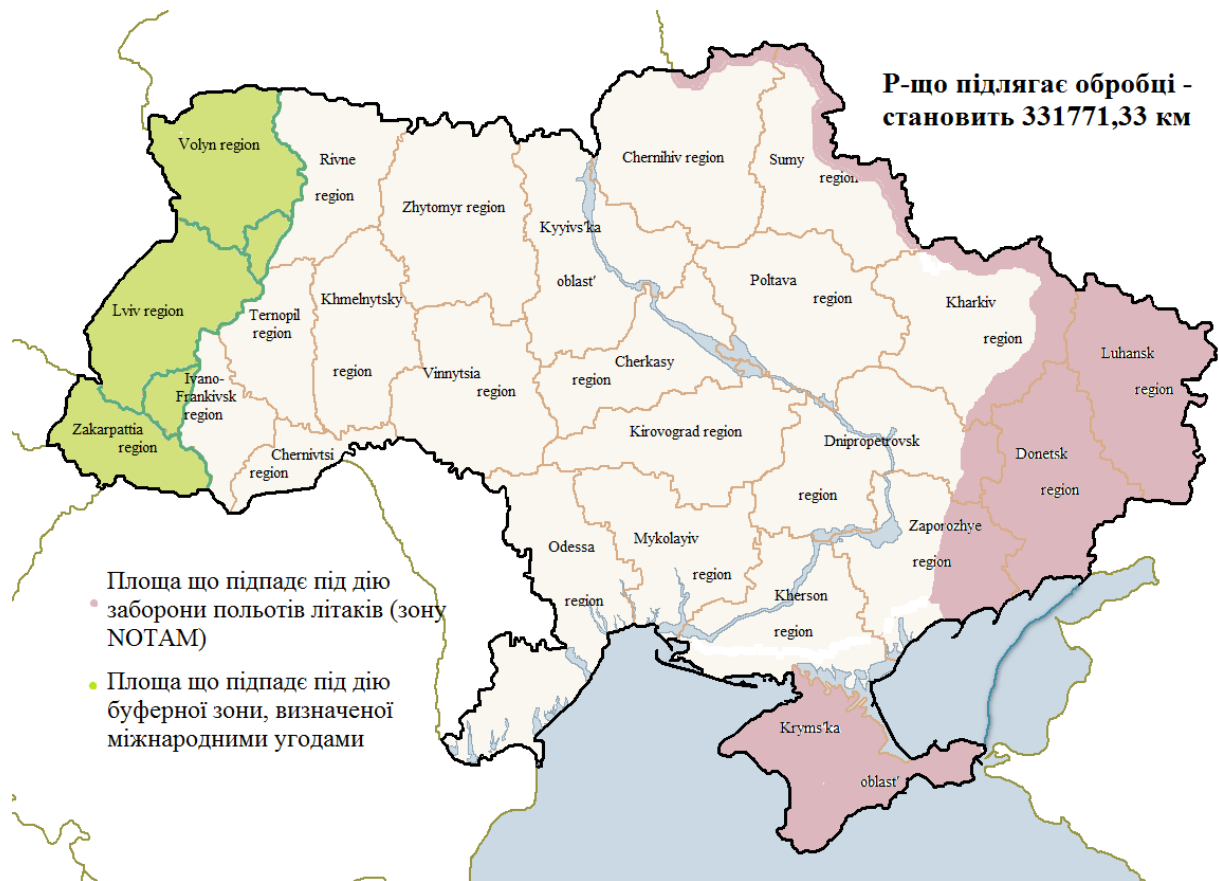 Р-що підлягає обробці -
становить 331771,33 км
Volyn region
Rivne
region
Zhytomyr region
Chernihiv region
Sumy
region
Kyyivs'ka
oblast'
Lviv region
Ternopil
region
Khmelnytsky
region
Poltava
region
Kharkiv
region
Luhansk
region
Ivano-
Frankivsk
region
Vinnytsia
region
Cherkasy
region
Zakarpattia
region
Chernivtsi
region
Kirovograd region
Dnipropetrovsk
region
Donetsk
region
Zaporozhye
region
Odessa
region
Mykolayiv
region
Kherson
region
Kryms'ka
oblast'
Площа що підпадє під дію
заборони польотів літаків (зону
NOTAM)
Площа що підпадє під дію
буферної зони, визначеної
міжнародними угодами